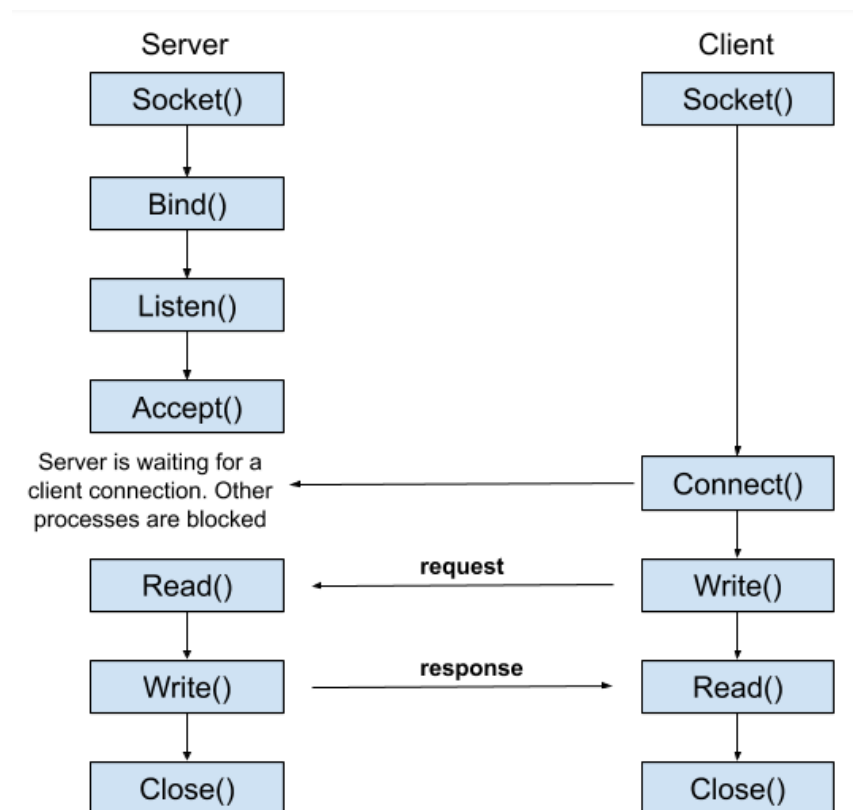 Server
Client
Socket()
Socket()
Bind()
Listen()
Accept()
Server is waiting for a
client connection. Other
processes are blocked
Connect()
Read()
request
Write()
Write()
response
Read()
Close()
Close()